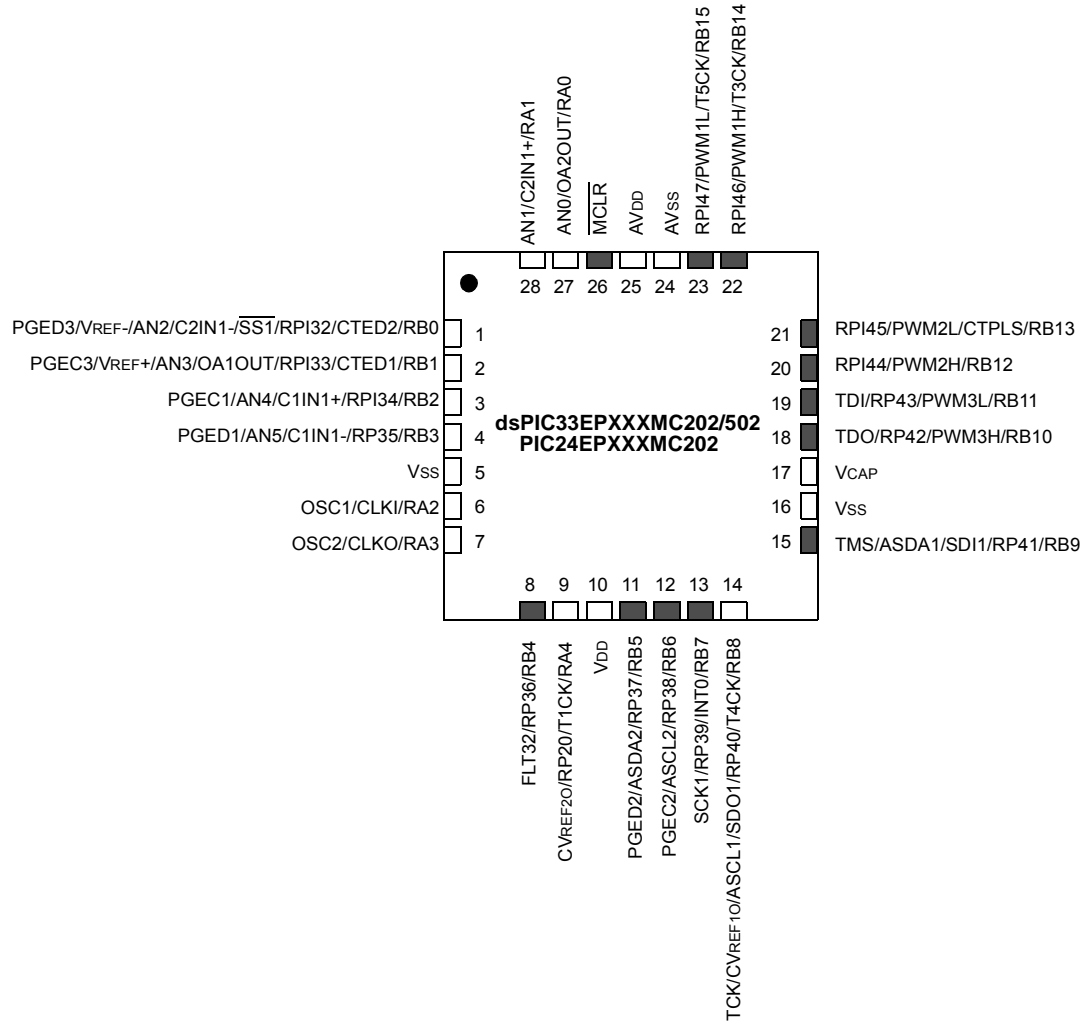 AN1/C2IN1+/RA1
AN0/OA2OUT/RA0
MCLR
AVDD
AVSS
RPI47/PWM1L/T5CK/RB15
RPI46/PWM1H/T3CK/RB14
28 27 26 25 24 23 22
PGED3/VREF-/AN2/C2IN1-/SS1/RPI32/CTED2/RB0 1
PGEC3/VREF+/AN3/OA1OUT/RPI33/CTED1/RB1 2
PGEC1/AN4/C1IN1+/RPI34/RB2 3
PGED1/AN5/C1IN1-/RP35/RB3 4
VSS 5
OSC1/CLKI/RA2 6
OSC2/CLKO/RA3 7
dsPIC33EPXXXMC202/502
PIC24EPXXXMC202
21 RPI45/PWM2L/CTPLS/RB13
20 RPI44/PWM2H/RB12
19 TDI/RP43/PWM3L/RB11
18 TDO/RP42/PWM3H/RB10
17 VCAP
16 VSS
15 TMS/ASDA1/SDI1/RP41/RB9
8 9 10 11 12 13 14
FLT32/RP36/RB4
CVREF2O/RP20/T1CK/RA4
VDD
PGED2/ASDA2/RP37/RB5
PGEC2/ASCL2/RP38/RB6
SCK1/RP39/INT0/RB7
TCK/CVREF1O/ASCL1/SDO1/RP40/T4CK/RB8